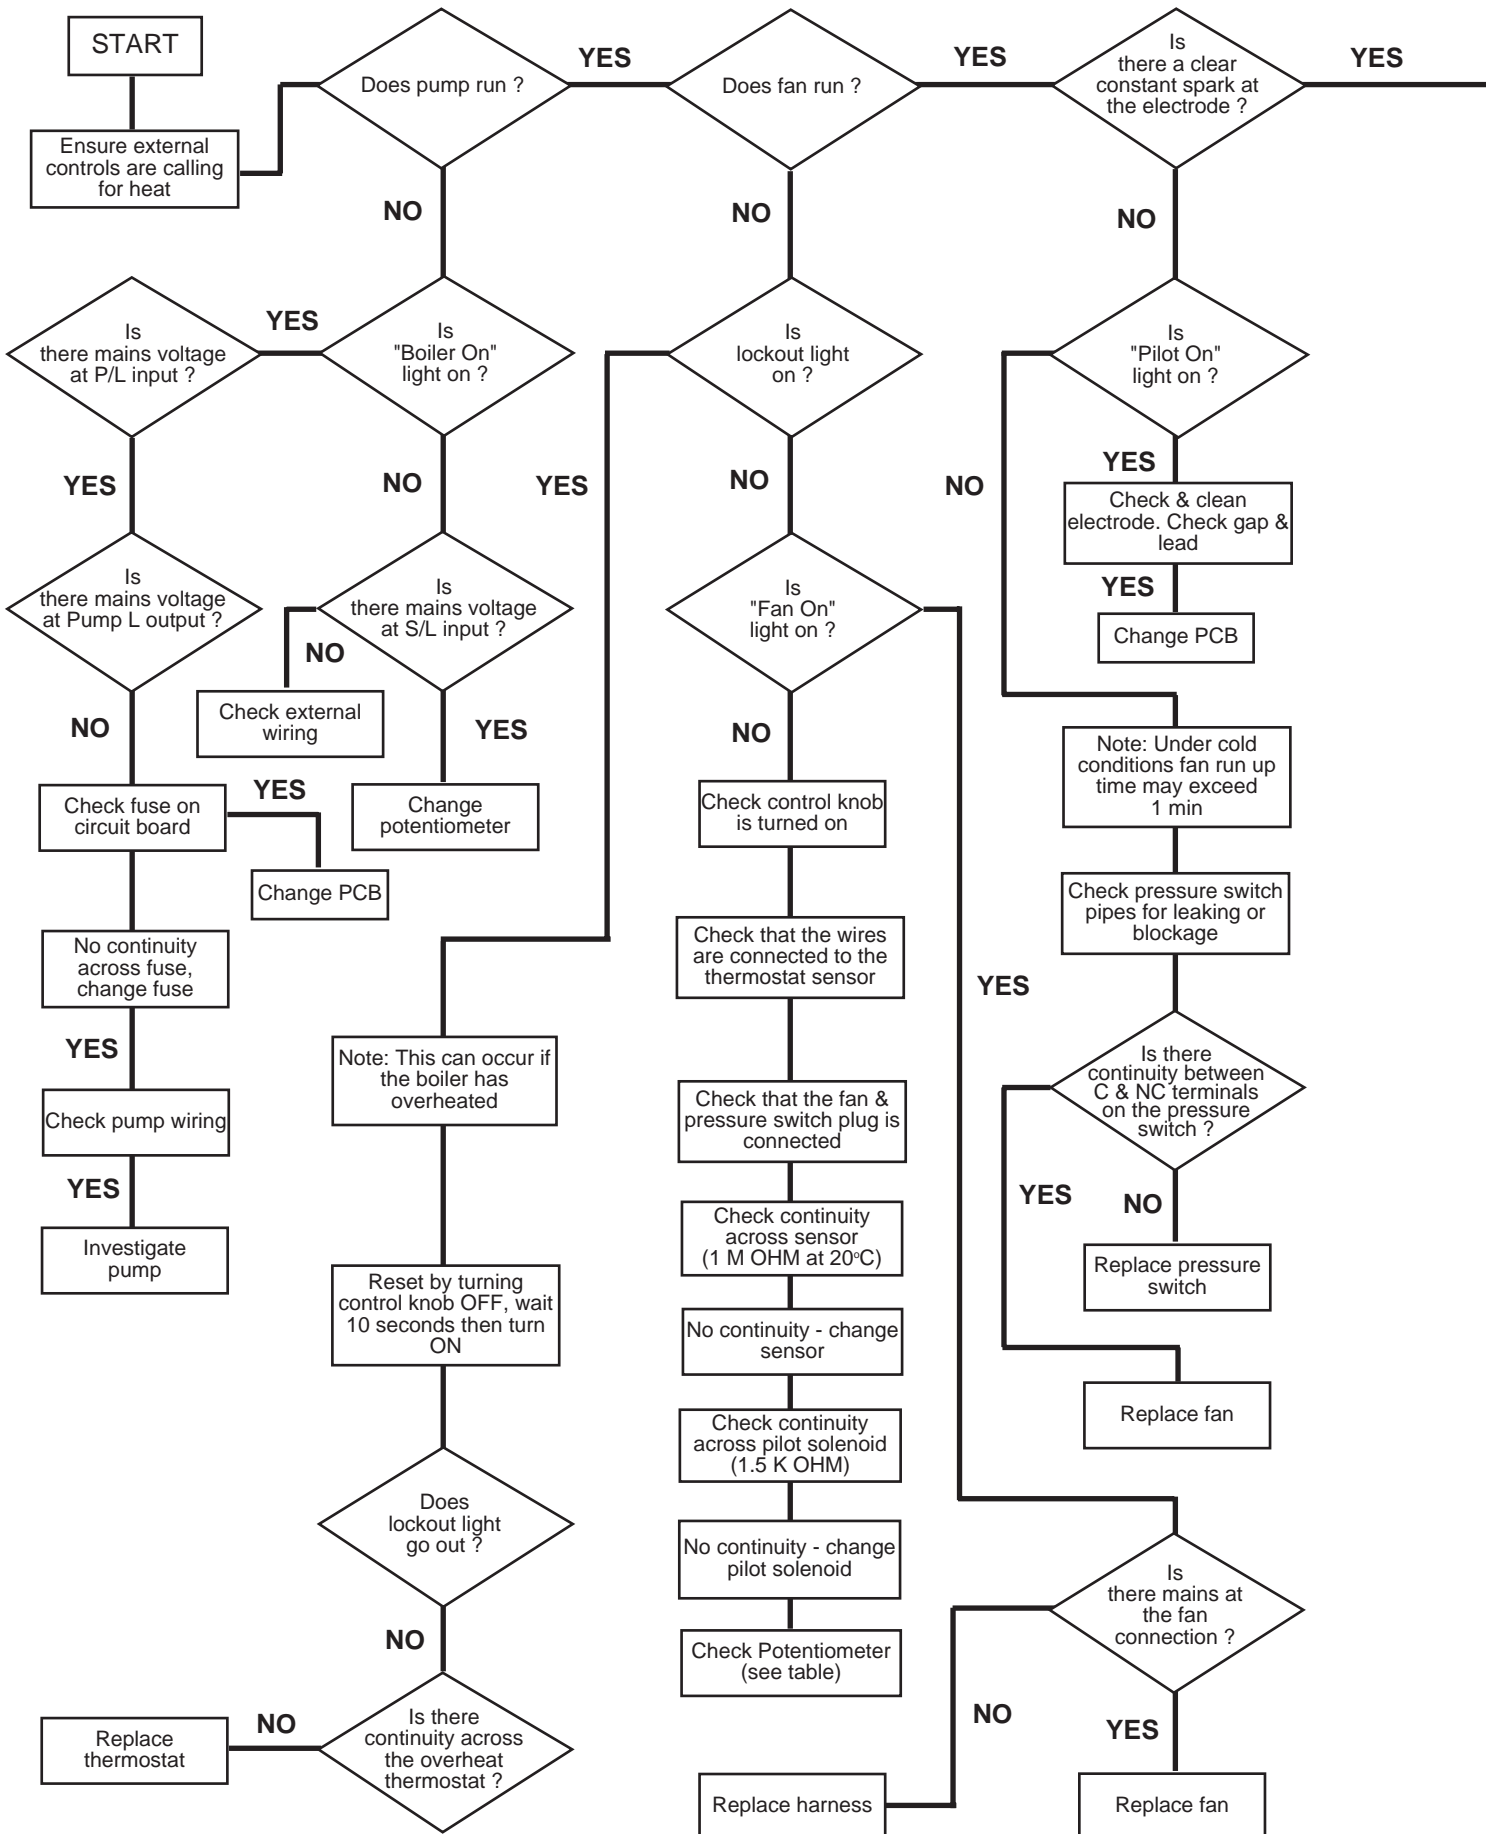 START
Ensure external
controls are calling
for heat
Does pump run ?
YES
Does fan run ?
YES
Is
there a clear
constant spark at
the electrode ?
YES
NO
NO
NO
Is
there mains voltage
at P/L input ?
YES
Is
"Boiler On"
light on ?
Is
lockout light
on ?
Is
"Pilot On"
light on ?
YES
NO
YES
NO
NO
YES
Check & clean
electrode. Check gap &
lead
YES
Change PCB
Is
there mains voltage
at Pump L output ?
Is
there mains voltage
at S/L input ?
NO
Check external
wiring
YES
Change
potentiometer
Is
"Fan On"
light on ?
NO
YES
NO
Check fuse on
circuit board
YES
Change PCB
No continuity
across fuse,
change fuse
YES
Check pump wiring
YES
Investigate
pump
Note: This can occur if
the boiler has
overheated
Reset by turning
control knob OFF, wait
10 seconds then turn
ON
Does
lockout light
go out ?
NO
Is there
continuity across
the overheat
thermostat ?
NO
Replace
thermostat
Check control knob
is turned on
Check that the wires
are connected to the
thermostat sensor
Check that the fan &
pressure switch plug is
connected
Check continuity
across sensor
(1 M OHM at 20°C)
No continuity - change
sensor
Check continuity
across pilot solenoid
(1.5 K OHM)
No continuity - change
pilot solenoid
Check Potentiometer
(see table)
Note: Under cold
conditions fan run up
time may exceed
1 min
Check pressure switch
pipes for leaking or
blockage
Is there
continuity between
C & NC terminals
on the pressure
switch ?
YES
NO
Replace pressure
switch
Replace fan
Is
there mains at
the fan
connection ?
NO
YES
Replace harness
Replace fan